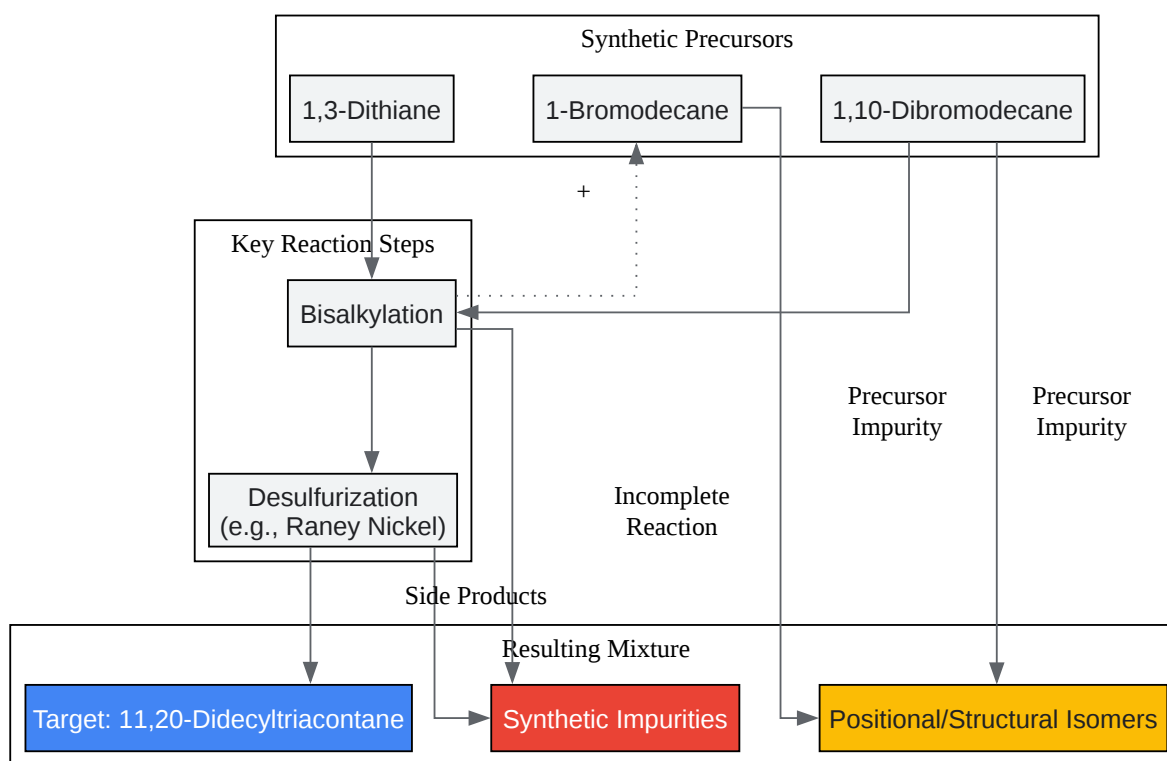 Synthetic Precursors
1,3-Dithiane
1-Bromodecane
1,10-Dibromodecane
+
Key Reaction Steps
Bisalkylation
Precursor
Impurity
Precursor
Impurity
Desulfurization
(e.g., Raney Nickel)
Incomplete
Reaction
Side Products
Resulting Mixture
Target: 11,20-Didecyltriacontane
Synthetic Impurities
Positional/Structural Isomers